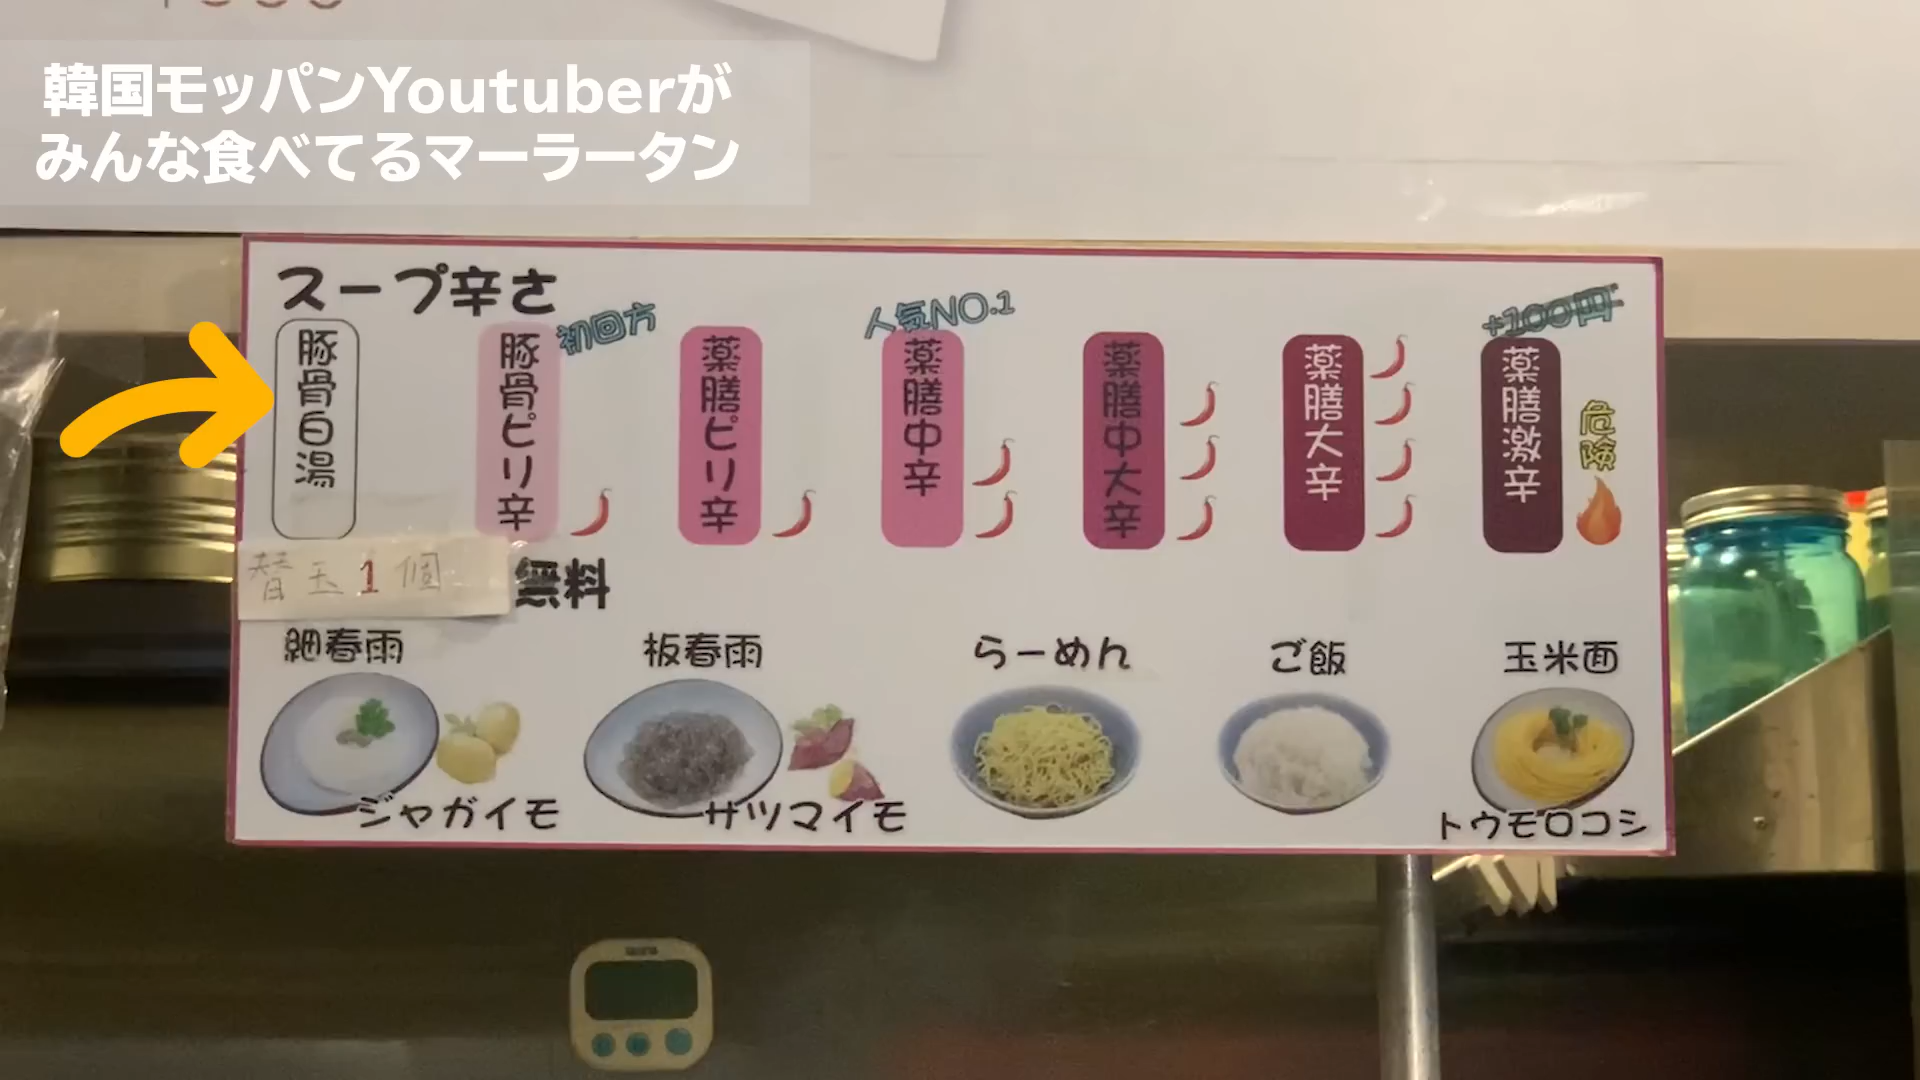 韓国モッパンYoutuberが
みんな食べてるマーラータン
スープ辛さ
豚骨白湯
豚骨ピリ辛
初回方
薬膳ピリ辛
人気NO.1
薬膳中辛
薬膳中大辛
薬膳大辛
+100円
薬膳激辛
危険
替玉1個
無料
細春雨
板春雨
らーめん
ご飯
玉米面
ジャガイモ
サツマイモ
トウモロコシ